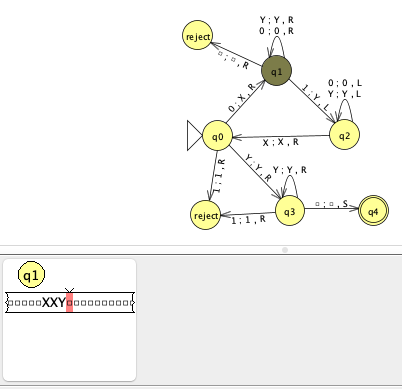 Y;Y,R
0;0,R
reject
q1
□;□,R
0;0,L
Y;Y,L
0;X,R
1;Y,L
q0
X;X,R
q2
1;1,R
Y;Y,R
Y;Y,R
reject
1;1,R
q3
□;□,S
q4
q1
□□□□□XXY□□□□□□□□□